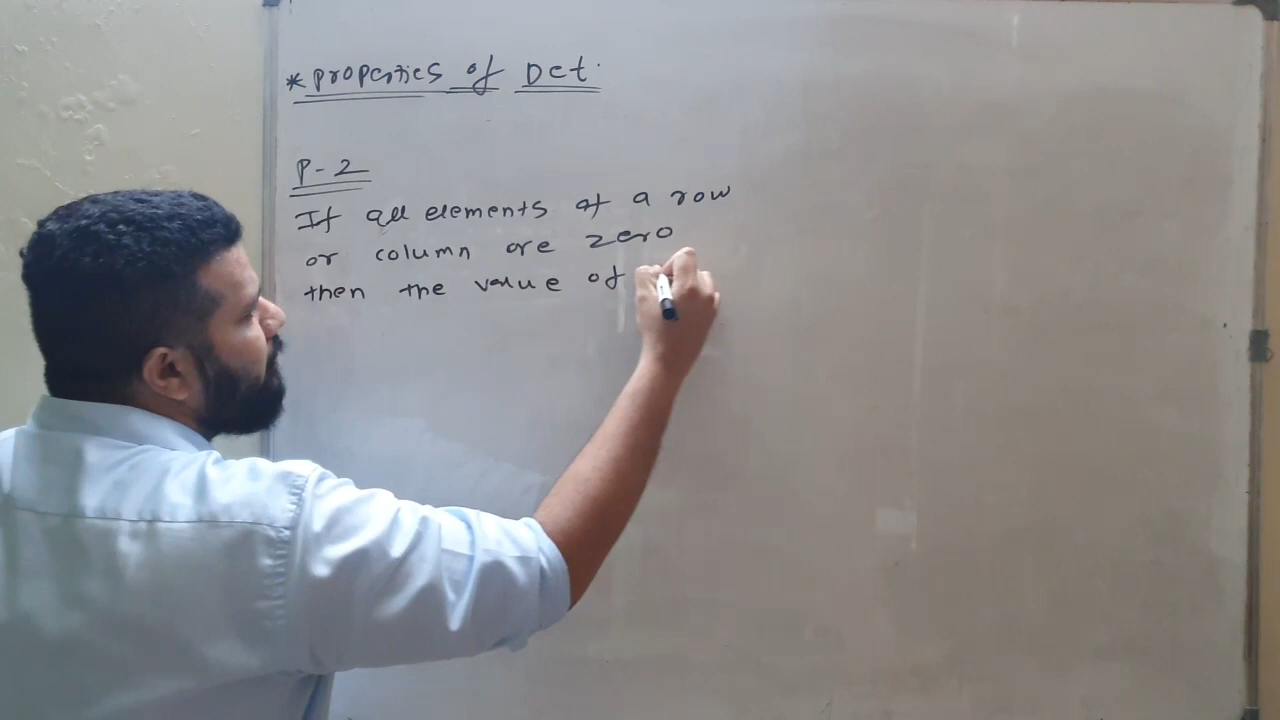 * Properties of Det.
P-2
If all elements of a row
or column are zero
then the value of